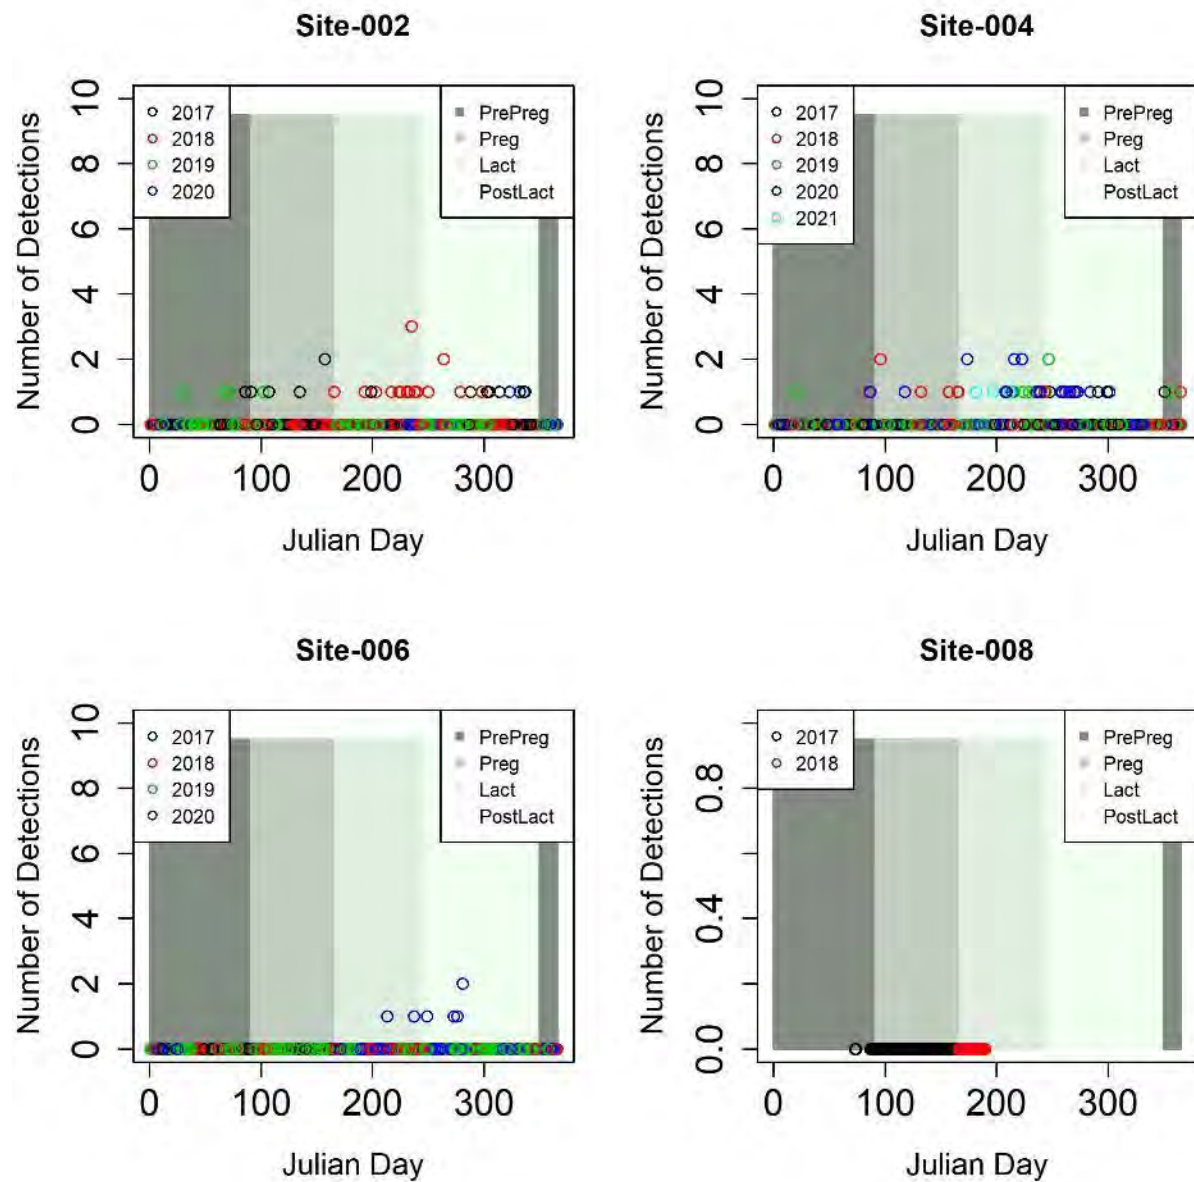 Site-002
10
8
6
4
2
0
Number of Detections
2017
2018
2019
2020
PrePreg
Preg
Lact
PostLact
0 100 200 300
Julian Day
Site-004
10
8
6
4
2
0
Number of Detections
2017
2018
2019
2020
2021
PrePreg
Preg
Lact
PostLact
0 100 200 300
Julian Day
Site-006
10
8
6
4
2
0
Number of Detections
2017
2018
2019
2020
PrePreg
Preg
Lact
PostLact
0 100 200 300
Julian Day
Site-008
0.8
0.4
0.0
Number of Detections
2017
2018
PrePreg
Preg
Lact
PostLact
0 100 200 300
Julian Day